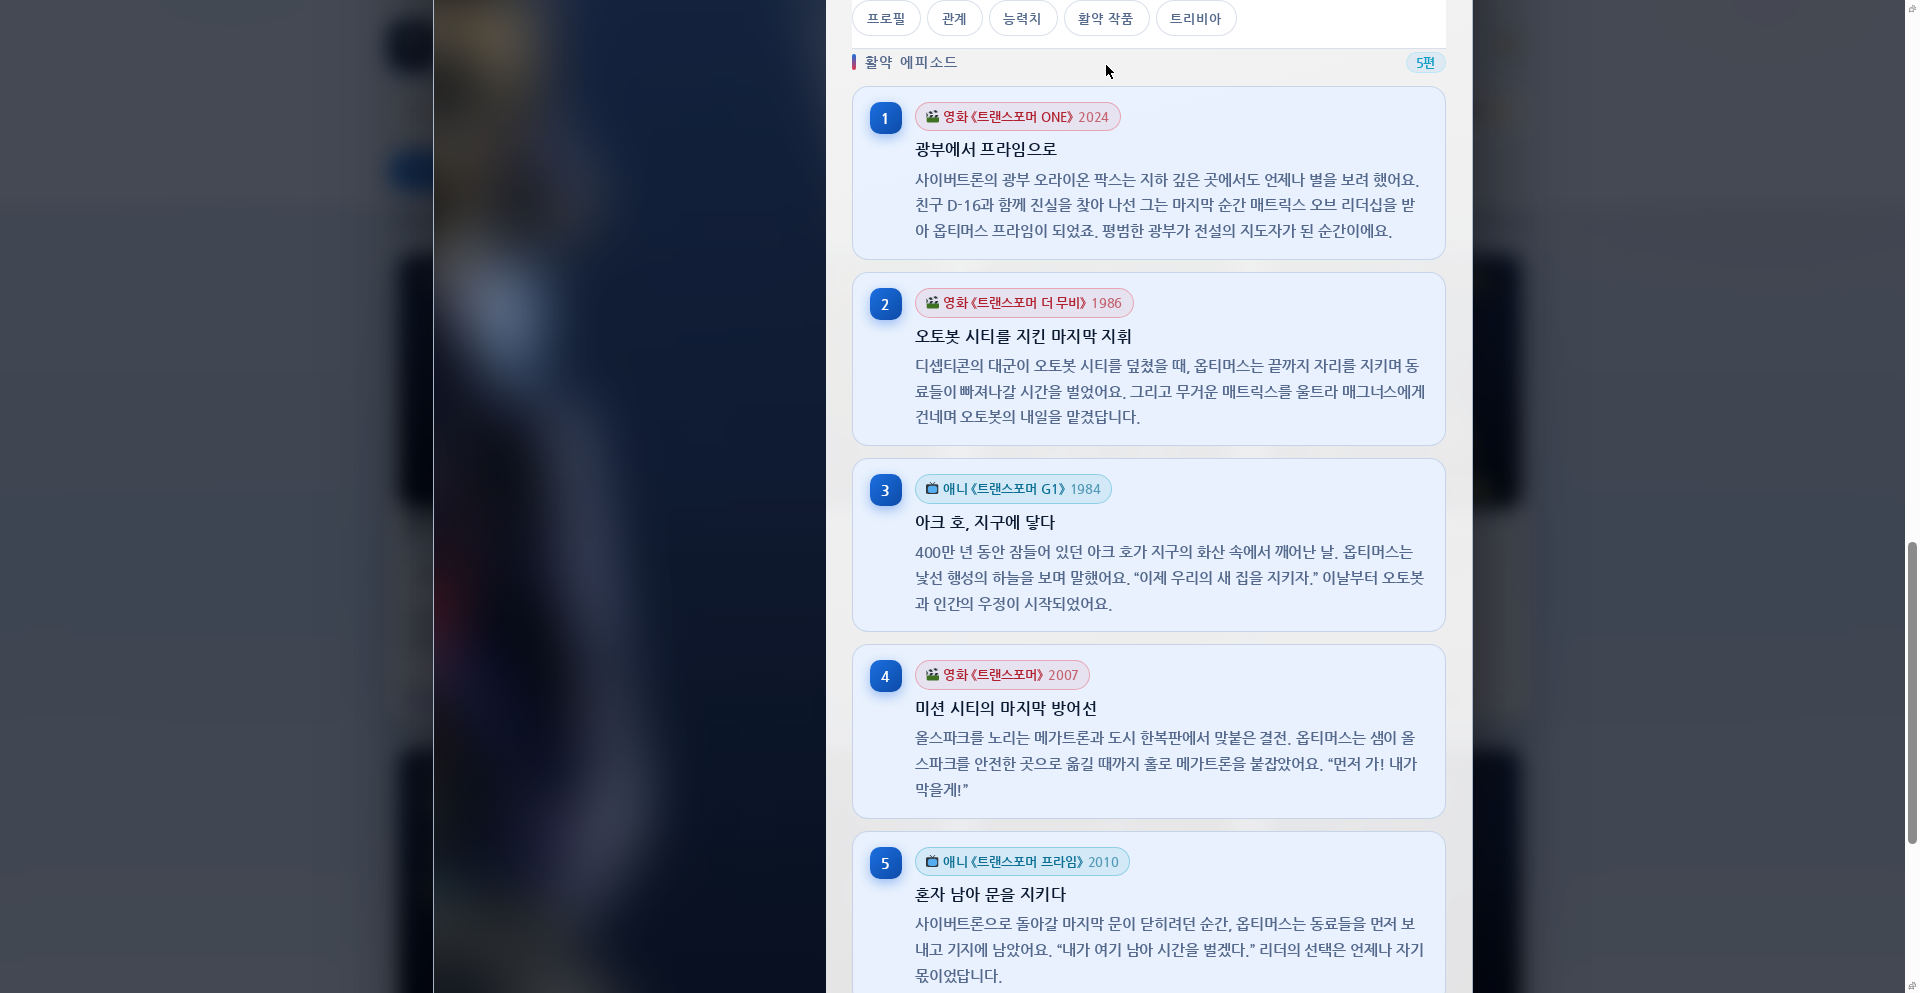 프로필 관계 능력치 활약 작품 트리비아
활약 에피소드 5편
1 영화 《트랜스포머 ONE》 2024
광부에서 프라임으로
사이버트론의 광부 오라이온 팍스는 지하 깊은 곳에서도 언제나 별을 보려 했어요.
친구 D-16과 함께 진실을 찾아 나선 그는 마지막 순간 매트릭스 오브 리더십을 받
아 옵티머스 프라임이 되었죠. 평범한 광부가 전설의 지도자가 된 순간이에요.
2 영화 《트랜스포머 더 무비》 1986
오토봇 시티를 지킨 마지막 지휘
디셉티콘의 대군이 오토봇 시티를 덮쳤을 때, 옵티머스는 끝까지 자리를 지키며 동
료들이 빠져나갈 시간을 벌었어요. 그리고 무거운 매트릭스를 울트라 매그너스에게
건네며 오토봇의 내일을 맡겼답니다.
3 애니 《트랜스포머 G1》 1984
아크 호, 지구에 닿다
400만 년 동안 잠들어 있던 아크 호가 지구의 화산 속에서 깨어난 날. 옵티머스는
낯선 행성의 하늘을 보며 말했어요. “이제 우리의 새 집을 지키자.” 이날부터 오토봇
과 인간의 우정이 시작되었어요.
4 영화 《트랜스포머》 2007
미션 시티의 마지막 방어선
올스파크를 노리는 메가트론과 도시 한복판에서 맞붙은 결전. 옵티머스는 샘이 올
스파크를 안전한 곳으로 옮길 때까지 홀로 메가트론을 붙잡았어요. “먼저 가! 내가
막을게!”
5 애니 《트랜스포머 프라임》 2010
혼자 남아 문을 지키다
사이버트론으로 돌아갈 마지막 문이 닫히려던 순간, 옵티머스는 동료들을 먼저 보
내고 기지에 남았어요. “내가 여기 남아 시간을 벌겠다.” 리더의 선택은 언제나 자기
몫이었답니다.